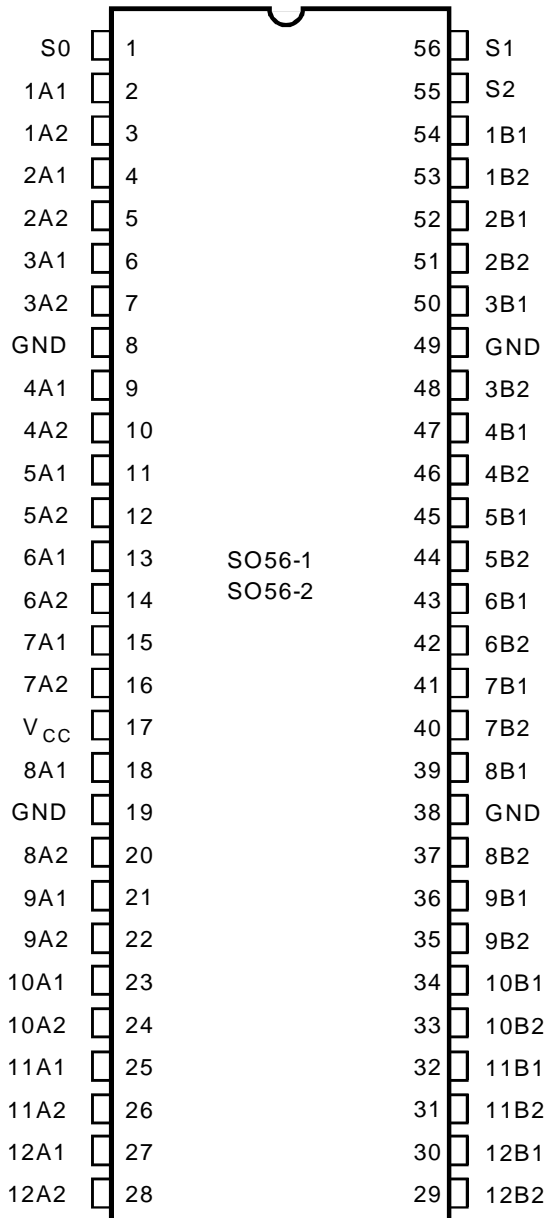 S0 1 56 S1
1A1 2 55 S2
1A2 3 54 1B1
2A1 4 53 1B2
2A2 5 52 2B1
3A1 6 51 2B2
3A2 7 50 3B1
GND 8 49 GND
4A1 9 48 3B2
4A2 10 47 4B1
5A1 11 46 4B2
5A2 12 45 5B1
6A1 13 SO56-1 44 5B2
SO56-2
6A2 14 43 6B1
7A1 15 42 6B2
7A2 16 41 7B1
VCC 17 40 7B2
8A1 18 39 8B1
GND 19 38 GND
8A2 20 37 8B2
9A1 21 36 9B1
9A2 22 35 9B2
10A1 23 34 10B1
10A2 24 33 10B2
11A1 25 32 11B1
11A2 26 31 11B2
12A1 27 30 12B1
12A2 28 29 12B2